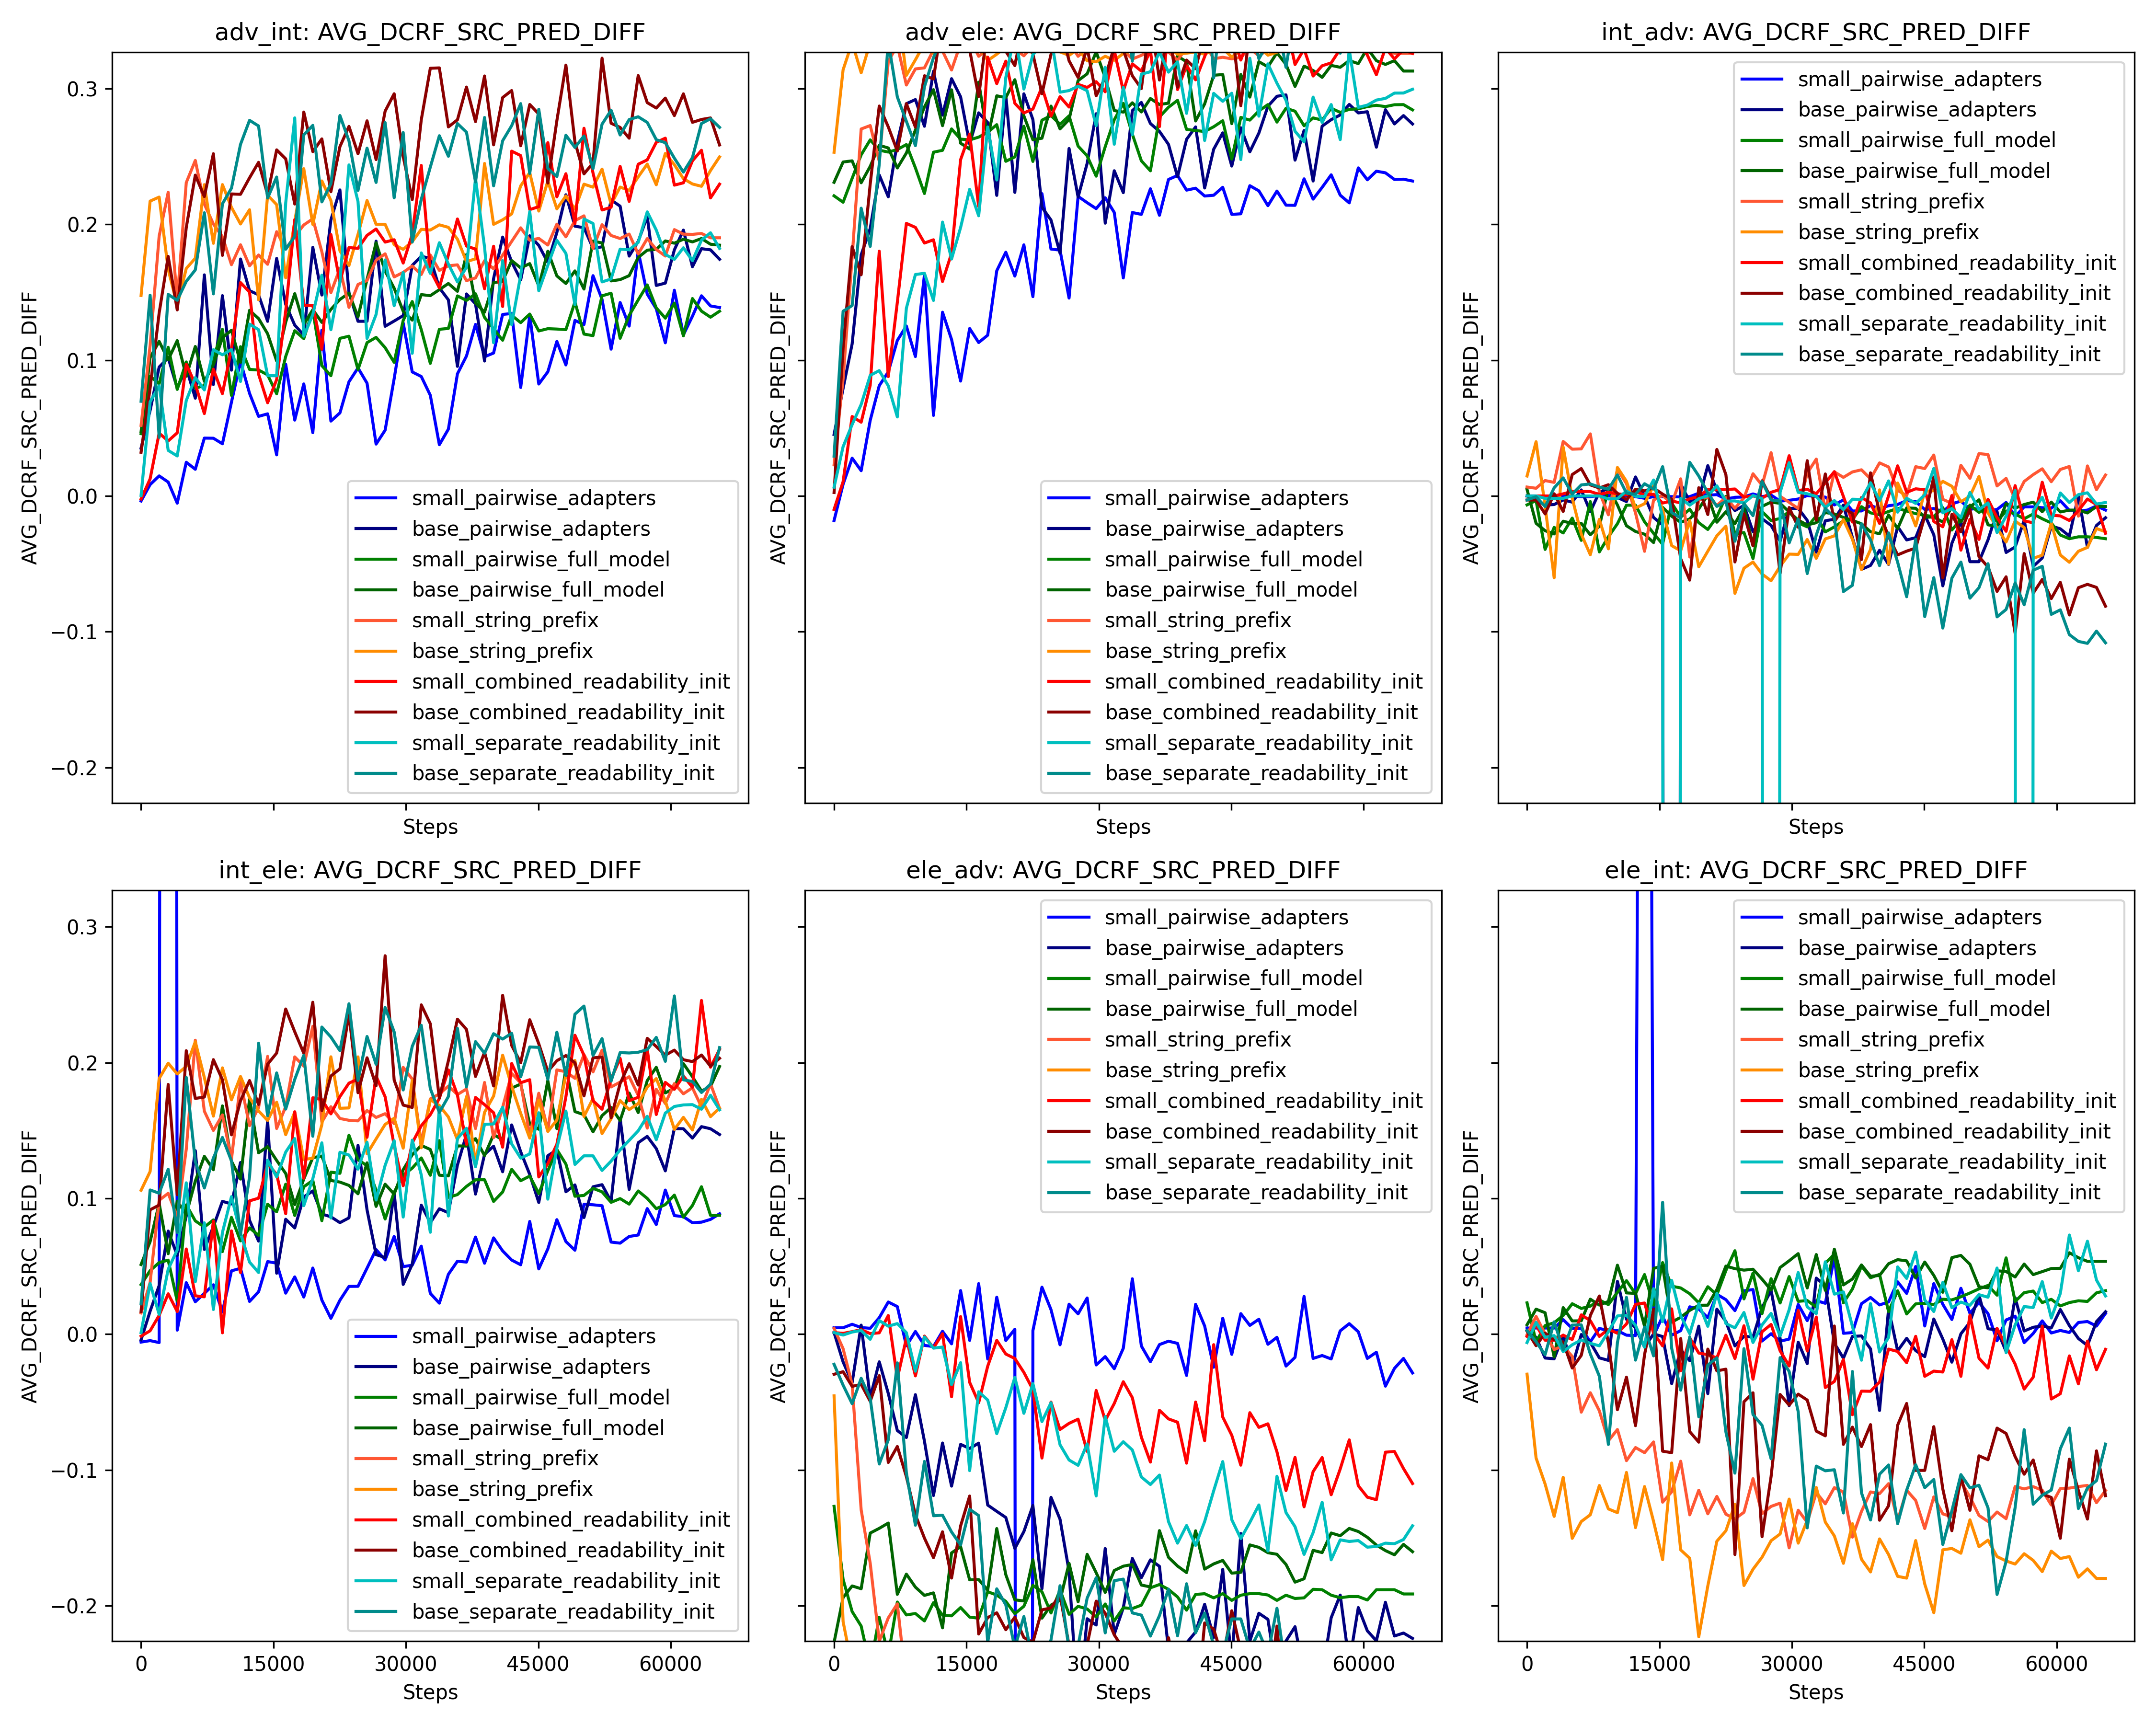 adv_int: AVG_DCRF_SRC_PRED_DIFF
AVG_DCRF_SRC_PRED_DIFF
0.3
0.2
0.1
0.0
−0.1
−0.2
small_pairwise_adapters
base_pairwise_adapters
small_pairwise_full_model
base_pairwise_full_model
small_string_prefix
base_string_prefix
small_combined_readability_init
base_combined_readability_init
small_separate_readability_init
base_separate_readability_init
Steps
adv_ele: AVG_DCRF_SRC_PRED_DIFF
AVG_DCRF_SRC_PRED_DIFF
small_pairwise_adapters
base_pairwise_adapters
small_pairwise_full_model
base_pairwise_full_model
small_string_prefix
base_string_prefix
small_combined_readability_init
base_combined_readability_init
small_separate_readability_init
base_separate_readability_init
Steps
int_adv: AVG_DCRF_SRC_PRED_DIFF
AVG_DCRF_SRC_PRED_DIFF
small_pairwise_adapters
base_pairwise_adapters
small_pairwise_full_model
base_pairwise_full_model
small_string_prefix
base_string_prefix
small_combined_readability_init
base_combined_readability_init
small_separate_readability_init
base_separate_readability_init
Steps
int_ele: AVG_DCRF_SRC_PRED_DIFF
AVG_DCRF_SRC_PRED_DIFF
0.3
0.2
0.1
0.0
−0.1
−0.2
small_pairwise_adapters
base_pairwise_adapters
small_pairwise_full_model
base_pairwise_full_model
small_string_prefix
base_string_prefix
small_combined_readability_init
base_combined_readability_init
small_separate_readability_init
base_separate_readability_init
0 15000 30000 45000 60000
Steps
ele_adv: AVG_DCRF_SRC_PRED_DIFF
AVG_DCRF_SRC_PRED_DIFF
small_pairwise_adapters
base_pairwise_adapters
small_pairwise_full_model
base_pairwise_full_model
small_string_prefix
base_string_prefix
small_combined_readability_init
base_combined_readability_init
small_separate_readability_init
base_separate_readability_init
0 15000 30000 45000 60000
Steps
ele_int: AVG_DCRF_SRC_PRED_DIFF
AVG_DCRF_SRC_PRED_DIFF
small_pairwise_adapters
base_pairwise_adapters
small_pairwise_full_model
base_pairwise_full_model
small_string_prefix
base_string_prefix
small_combined_readability_init
base_combined_readability_init
small_separate_readability_init
base_separate_readability_init
0 15000 30000 45000 60000
Steps